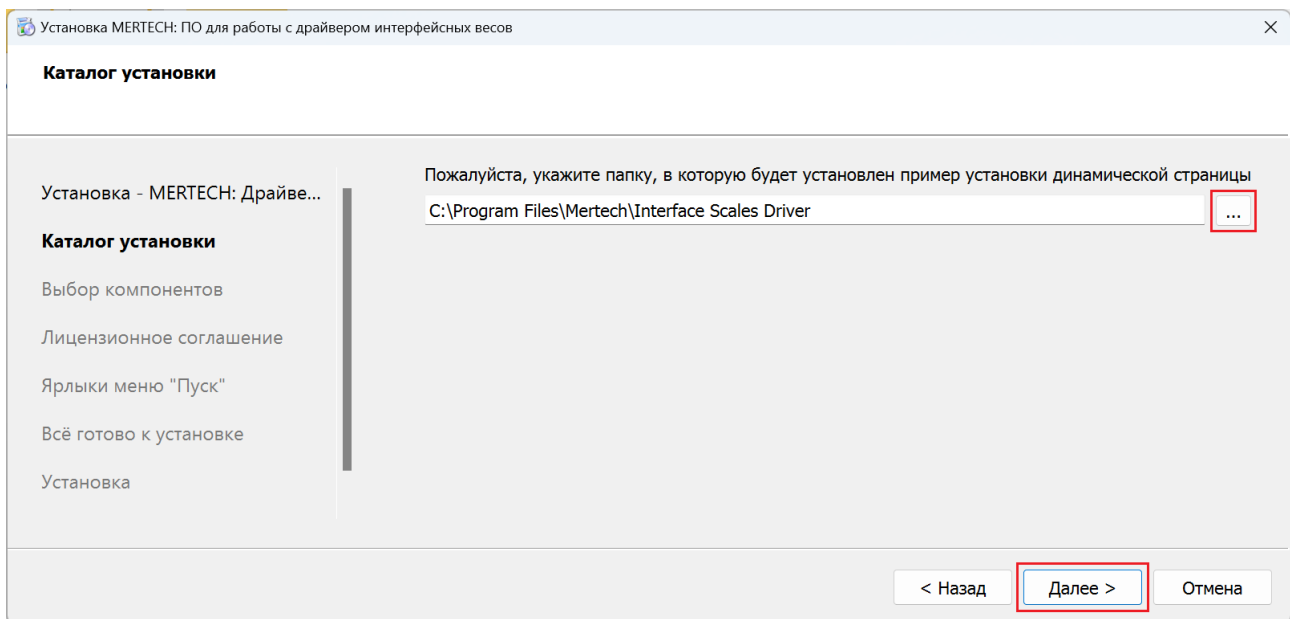 Установка MERTECH: ПО для работы с драйвером интерфейсных весов
Каталог установки
Установка - MERTECH: Драйве...
Каталог установки
Выбор компонентов
Лицензионное соглашение
Ярлыки меню "Пуск"
Всё готово к установке
Установка
Пожалуйста, укажите папку, в которую будет установлен пример установки динамической страницы
C:\Program Files\Mertech\Interface Scales Driver
...
< Назад
Далее >
Отмена